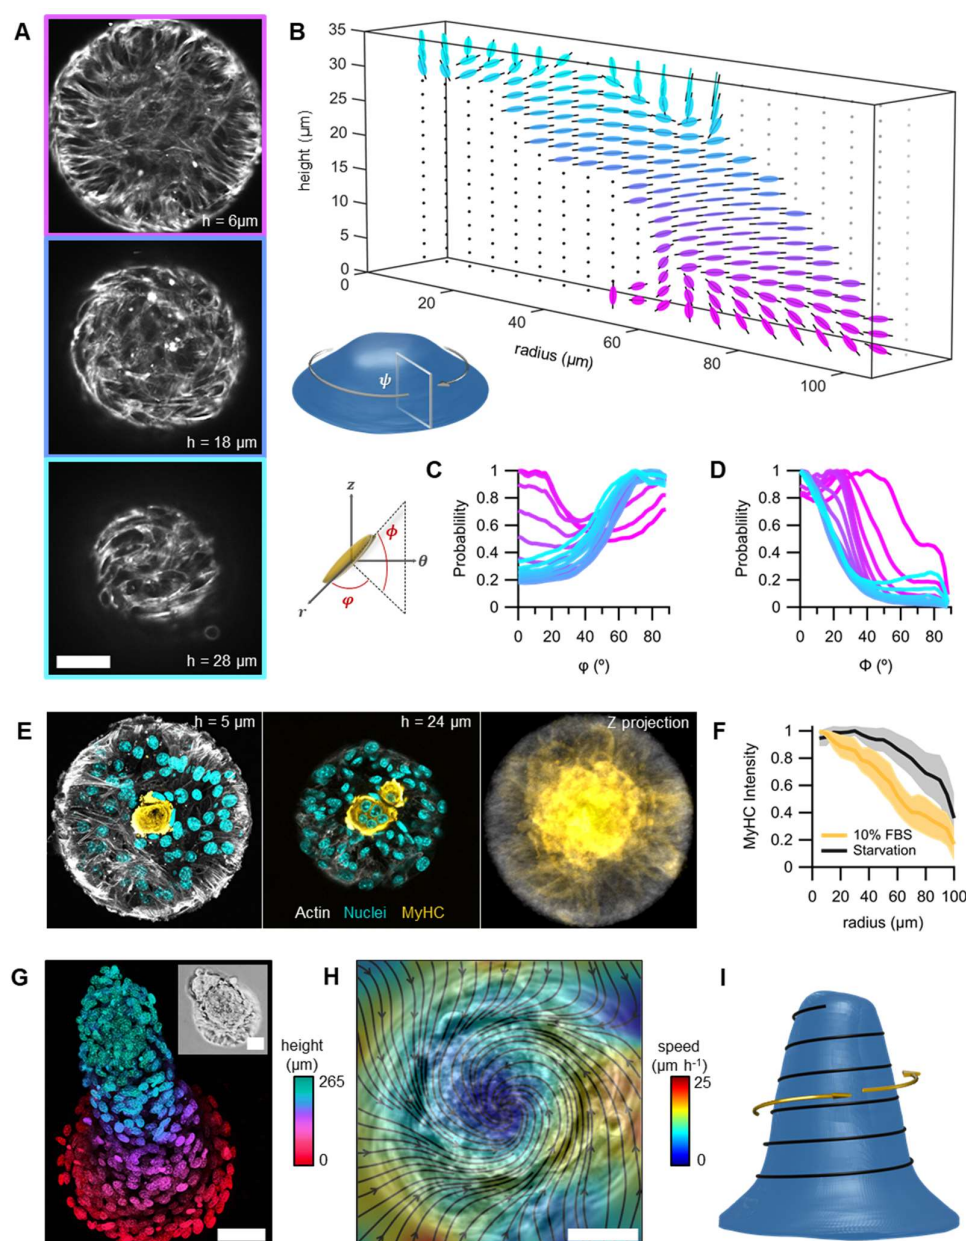 A
h = 6μm
h = 18 μm
h = 28 μm
B
height (μm)
35
30
25
20
15
10
5
0
0
20
40
60
80
100
radius (μm)
ψ
z
ϕ
θ
φ
r
C
Probability
1
0.8
0.6
0.4
0.2
0
0 20 40 60 80
φ (º)
D
Probability
1
0.8
0.6
0.4
0.2
0
0 20 40 60 80
Φ (º)
E
h = 5 μm
h = 24 μm
Z projection
Actin Nuclei MyHC
F
MyHC Intensity
1
0.8
0.6
0.4
0.2
0
10% FBS
Starvation
0 20 40 60 80 100
radius (μm)
G
height
(μm)
265
0
H
speed
(μm h⁻¹)
25
0
I